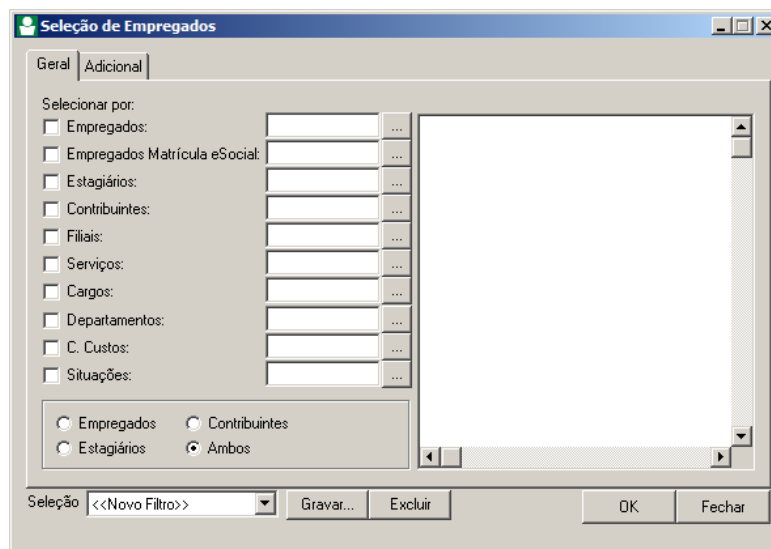 Seleção de Empregados
Geral Adicional
Selecionar por:
Empregados: ...
Empregados Matrícula eSocial: ...
Estagiários: ...
Contribuintes: ...
Filiais: ...
Serviços: ...
Cargos: ...
Departamentos: ...
C. Custos: ...
Situações: ...
Empregados Contribuintes
Estagiários Ambos
Seleção <<Novo Filtro>> Gravar... Excluir OK Fechar